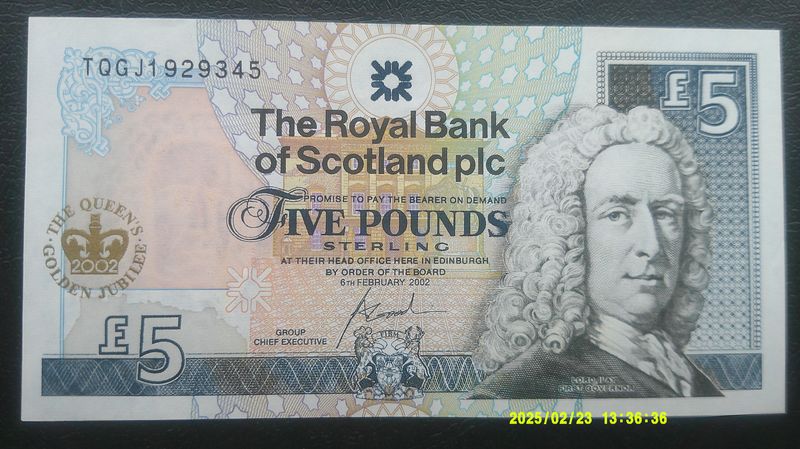 TQGJ1929345
£5
The Royal Bank
of Scotland plc
PROMISE TO PAY THE BEARER ON DEMAND
FIVE POUNDS
STERLING
AT THEIR HEAD OFFICE HERE IN EDINBURGH
BY ORDER OF THE BOARD
6TH FEBRUARY 2002
THE QUEEN'S
2002
GOLDEN JUBILEE
GROUP
CHIEF EXECUTIVE
£5
LORD ILAY
FIRST GOVERNOR
2025/02/23 13:36:36